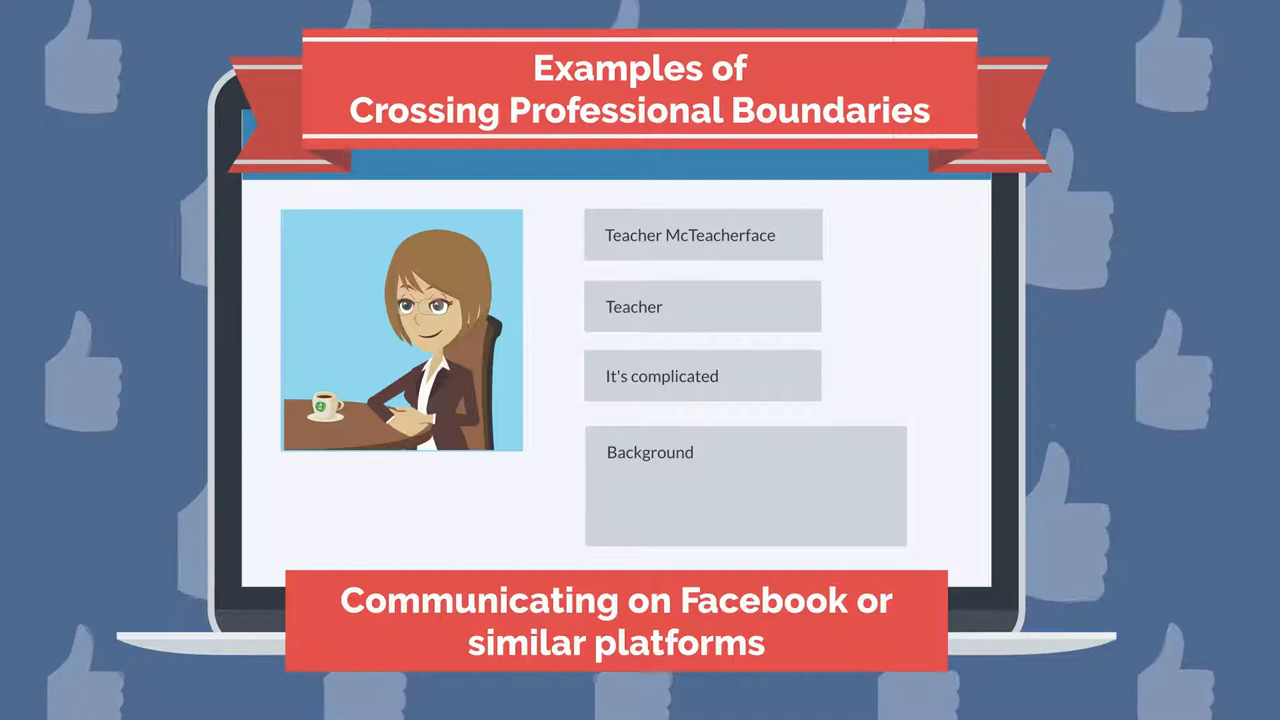 Examples of
Crossing Professional Boundaries
Teacher McTeacherface
Teacher
It's complicated
Background
Communicating on Facebook or
similar platforms